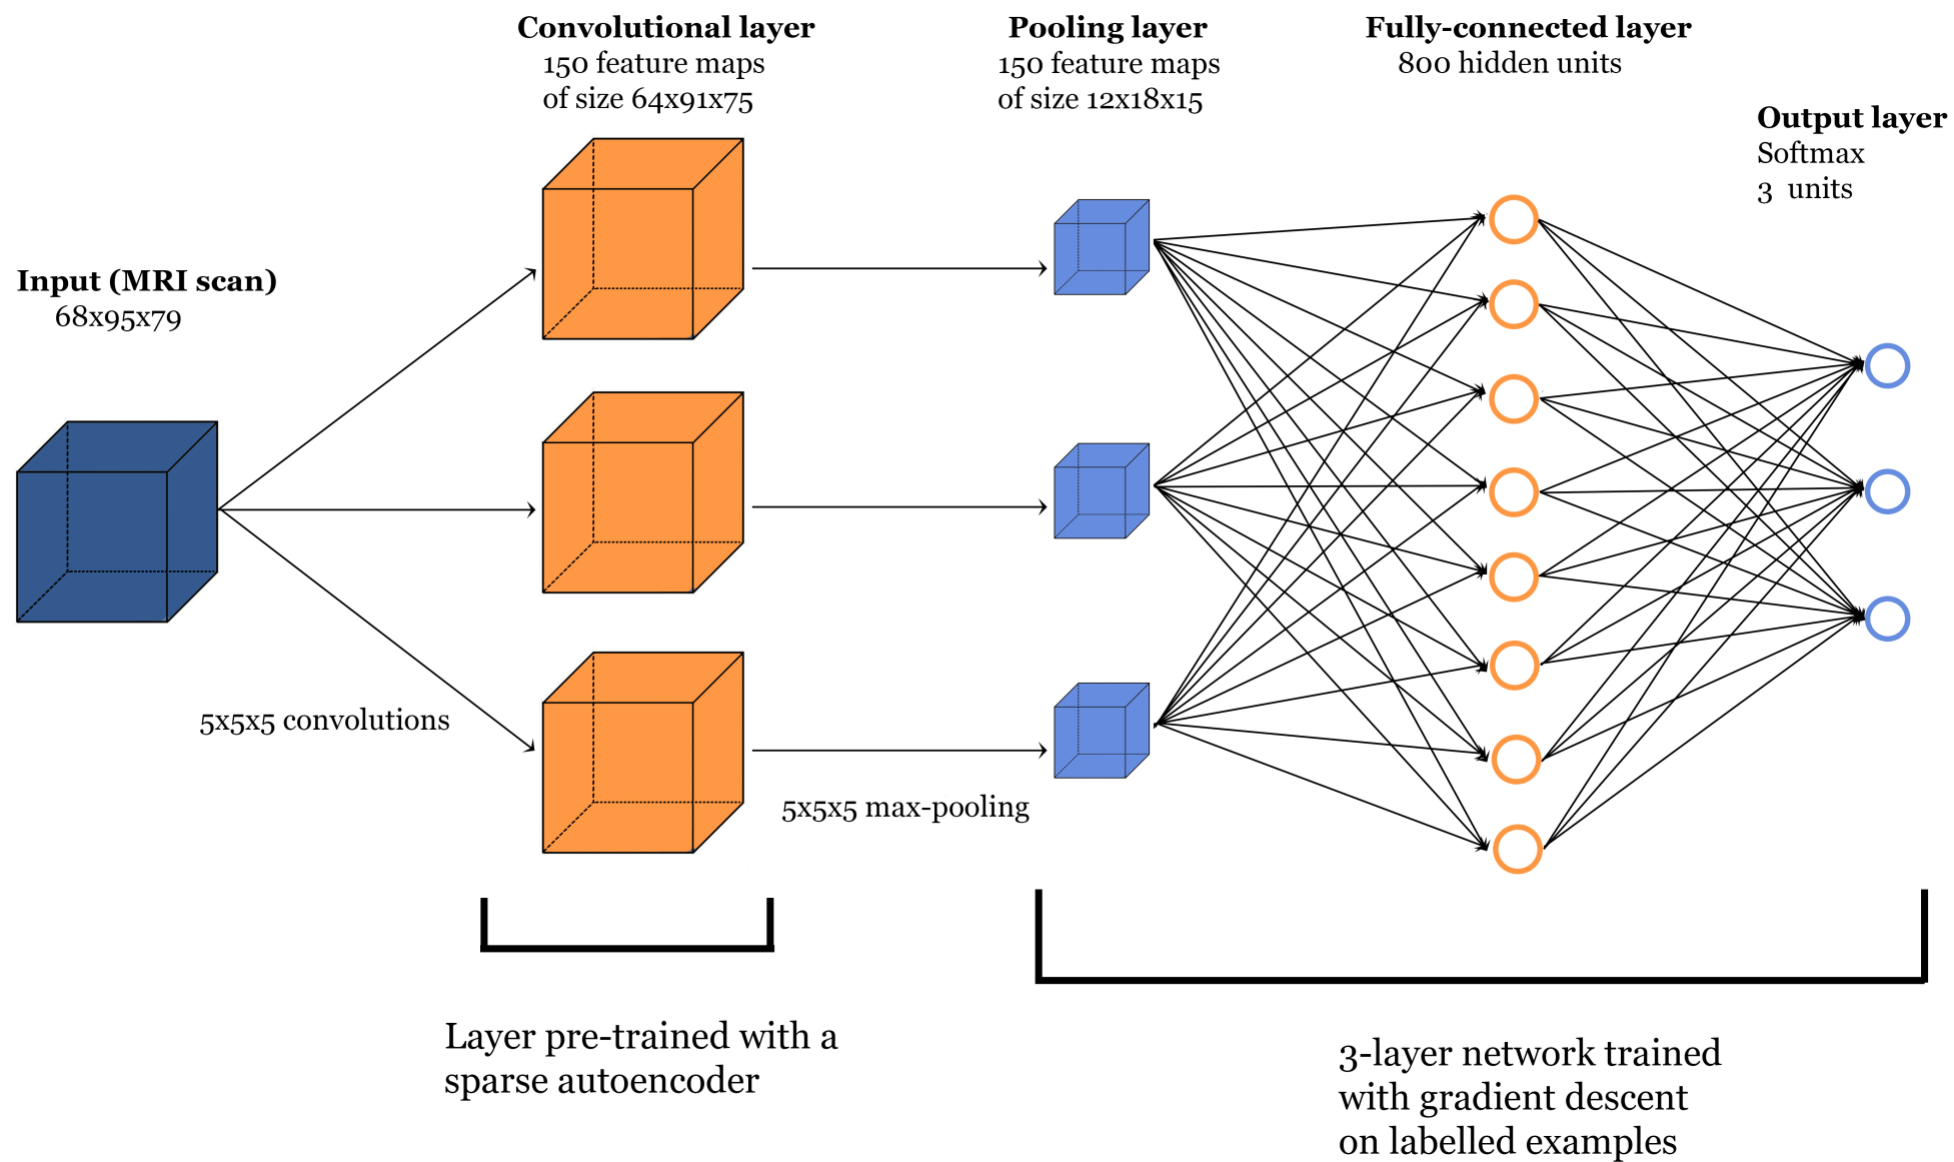 Convolutional layer
150 feature maps
of size 64x91x75
Pooling layer
150 feature maps
of size 12x18x15
Fully-connected layer
800 hidden units
Output layer
Softmax
3 units
Input (MRI scan)
68x95x79
5x5x5 convolutions
5x5x5 max-pooling
Layer pre-trained with a
sparse autoencoder
3-layer network trained
with gradient descent
on labelled examples